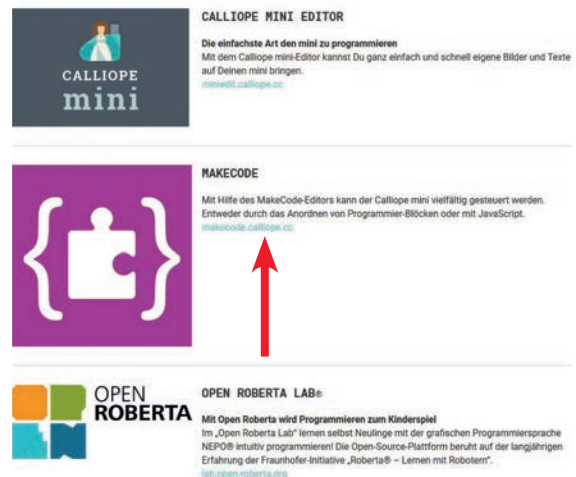 CALLIOPE
mini
CALLIOPE MINI EDITOR
Die einfachste Art den mini zu programmieren
Mit dem Calliope mini-Editor kannst Du ganz einfach und schnell eigene Bilder und Texte
auf Deinen mini bringen.
miniedit.calliope.cc
MAKECODE
Mit Hilfe des MakeCode-Editors kann der Calliope mini vielfältig gesteuert werden.
Entweder durch das Anordnen von Programmier-Blöcken oder mit JavaScript.
makecode.calliope.cc
OPEN
ROBERTA
OPEN ROBERTA LAB®
Mit Open Roberta wird Programmieren zum Kinderspiel
Im „Open Roberta Lab“ lernen selbst Neulinge mit der grafischen Programmiersprache
NEPO® intuitiv programmieren! Die Open-Source-Plattform beruht auf der langjährigen
Erfahrung der Fraunhofer-Initiative „Roberta® – Lernen mit Robotern“.
lab.open-roberta.org